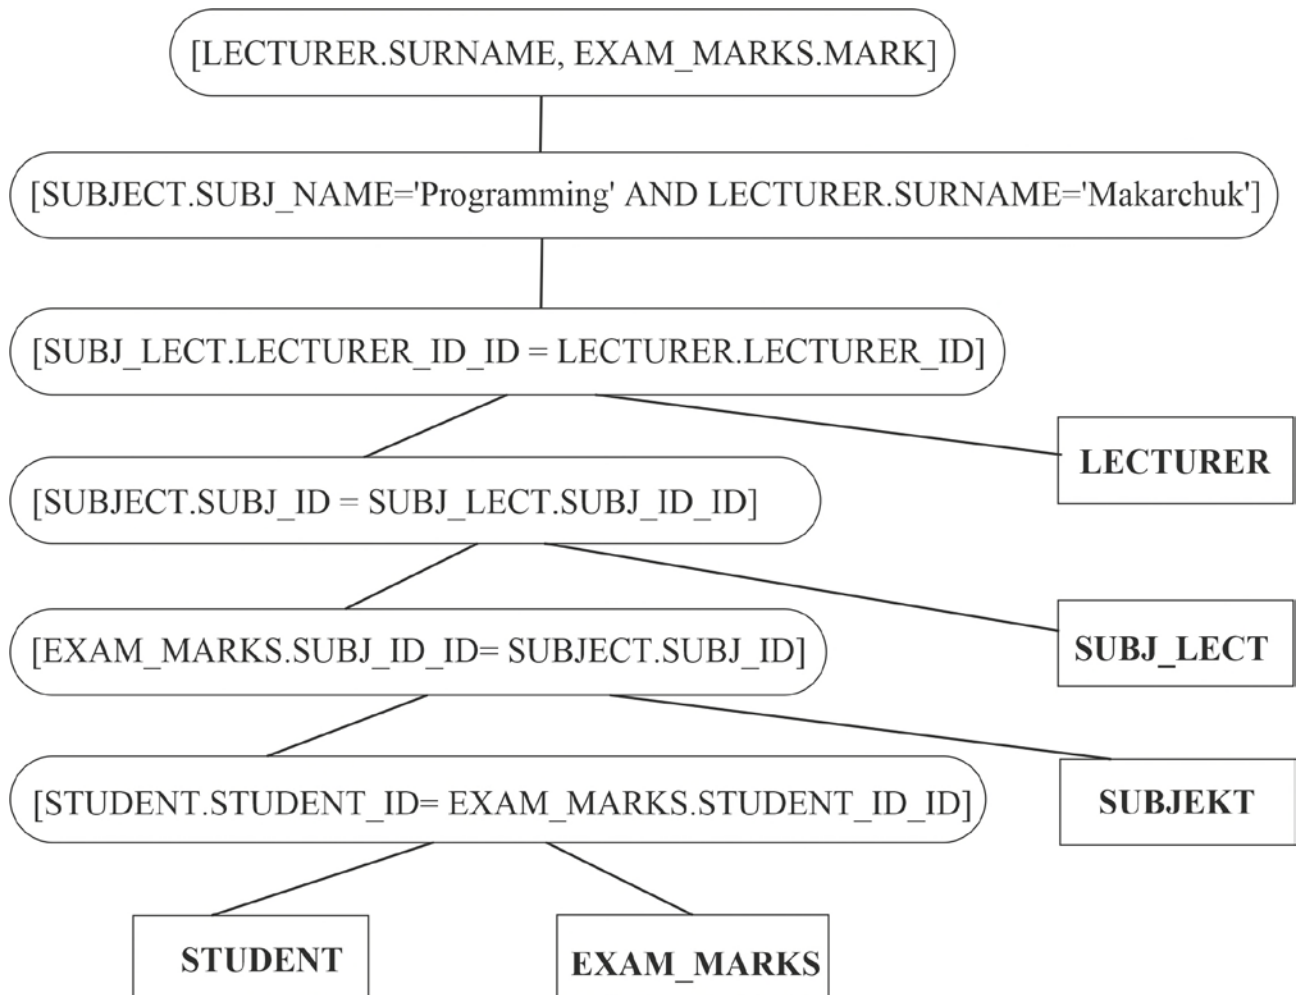 [LECTURER.SURNAME, EXAM_MARKS.MARK]
[SUBJECT.SUBJ_NAME='Programming' AND LECTURER.SURNAME='Makarchuk']
[SUBJ_LECT.LECTURER_ID_ID = LECTURER.LECTURER_ID]
LECTURER
[SUBJECT.SUBJ_ID = SUBJ_LECT.SUBJ_ID_ID]
SUBJ_LECT
[EXAM_MARKS.SUBJ_ID_ID= SUBJECT.SUBJ_ID]
SUBJEKT
[STUDENT.STUDENT_ID= EXAM_MARKS.STUDENT_ID_ID]
STUDENT
EXAM_MARKS